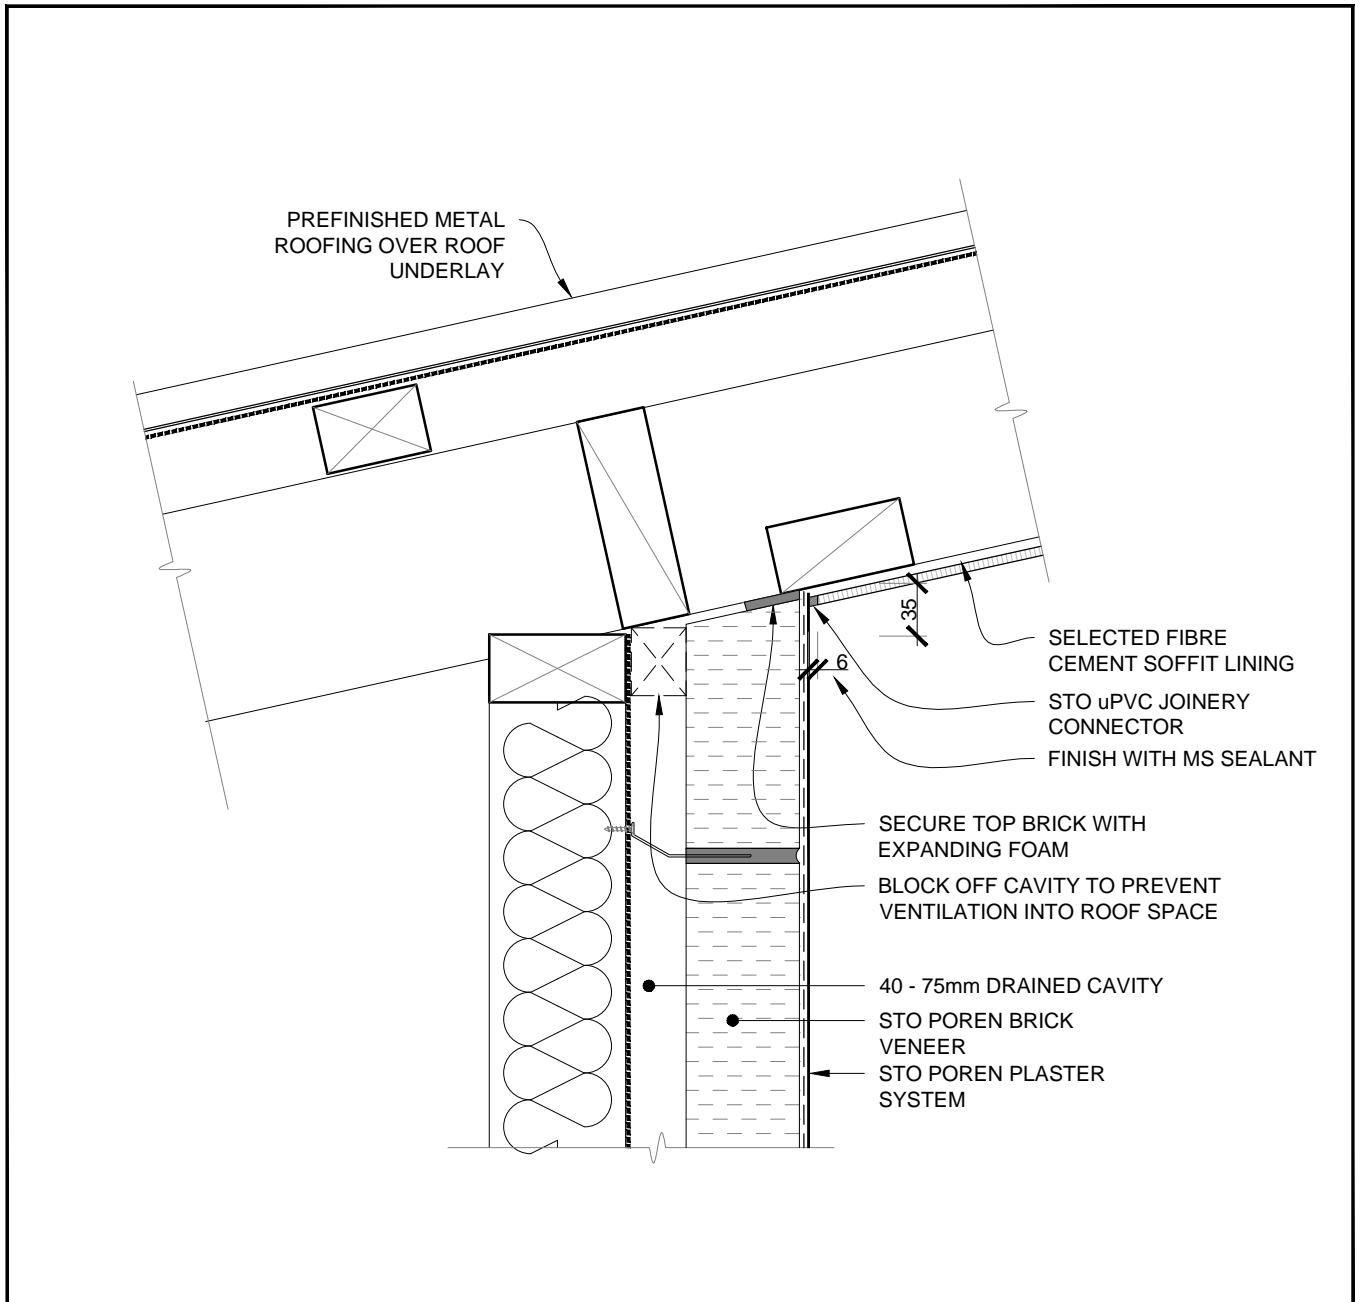 PREFINISHED METAL
ROOFING OVER ROOF
UNDERLAY
35
6
SELECTED FIBRE
CEMENT SOFFIT LINING
STO uPVC JOINERY
CONNECTOR
FINISH WITH MS SEALANT
SECURE TOP BRICK WITH
EXPANDING FOAM
BLOCK OFF CAVITY TO PREVENT
VENTILATION INTO ROOF SPACE
40 - 75mm DRAINED CAVITY
STO POREN BRICK
VENEER
STO POREN PLASTER
SYSTEM